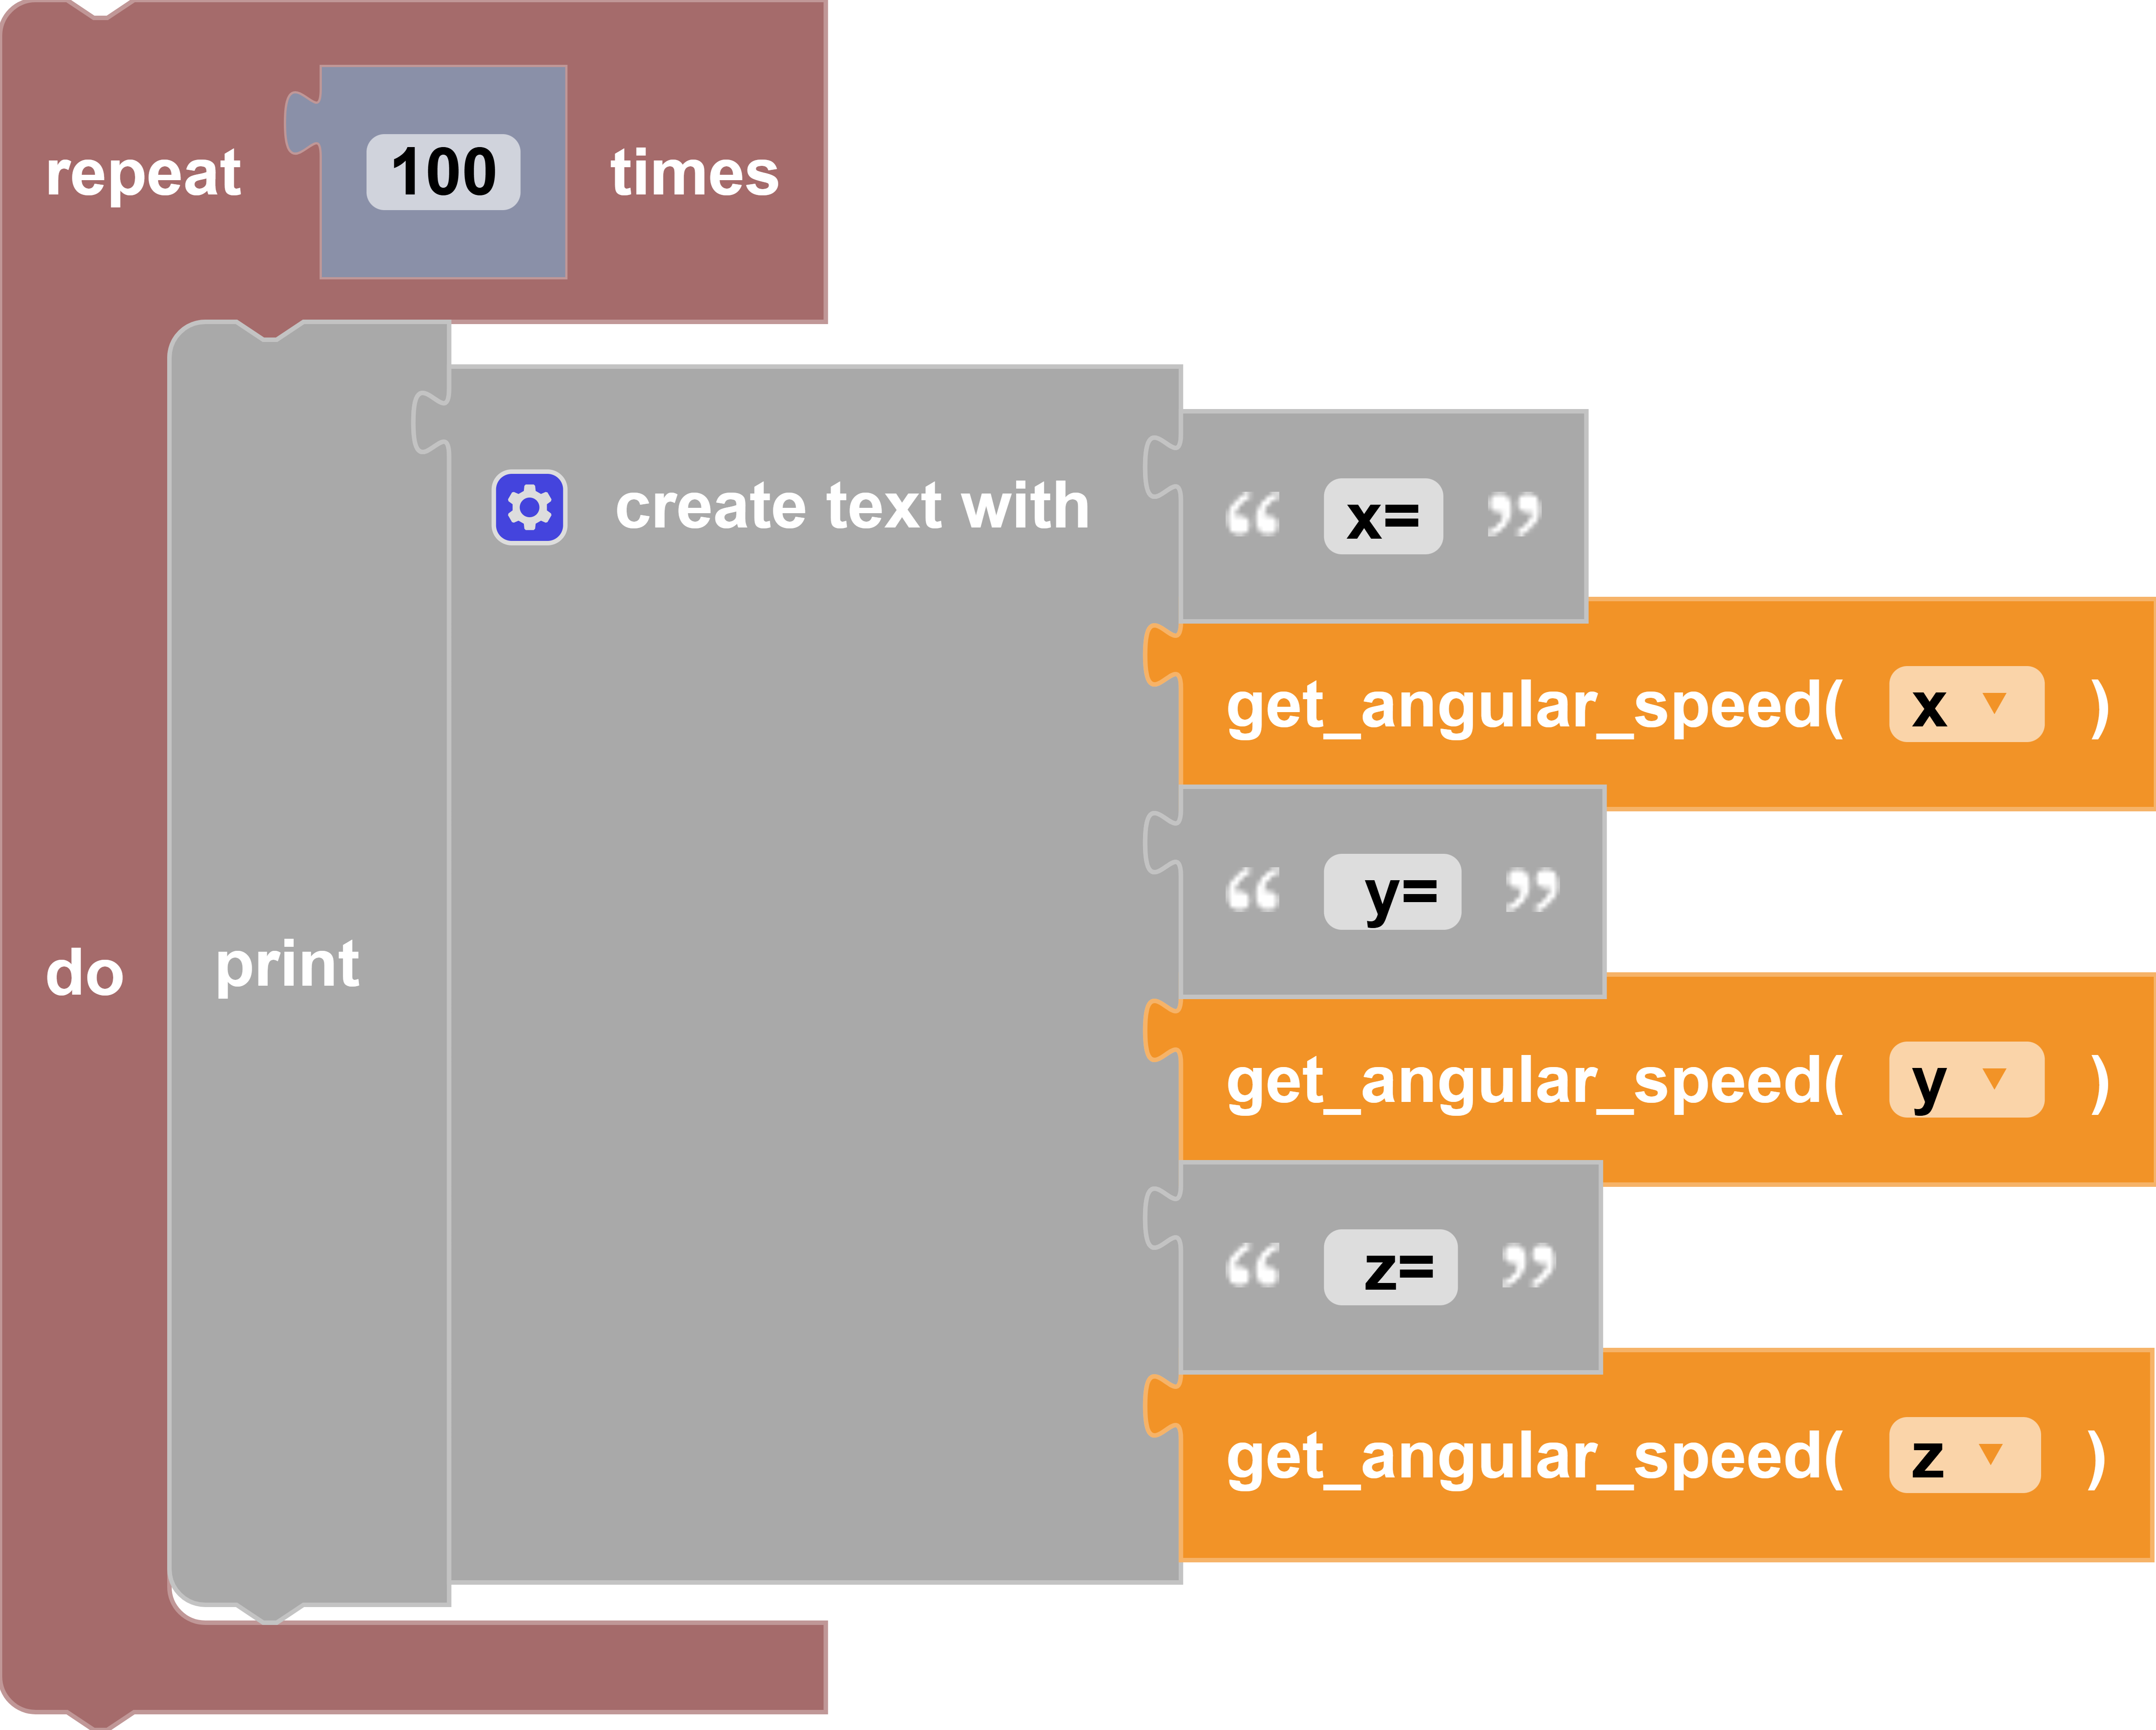 repeat 100 times
create text with “ x= ”
get_angular_speed( x ▼ )
“ y= ”
do print
get_angular_speed( y ▼ )
“ z= ”
get_angular_speed( z ▼ )